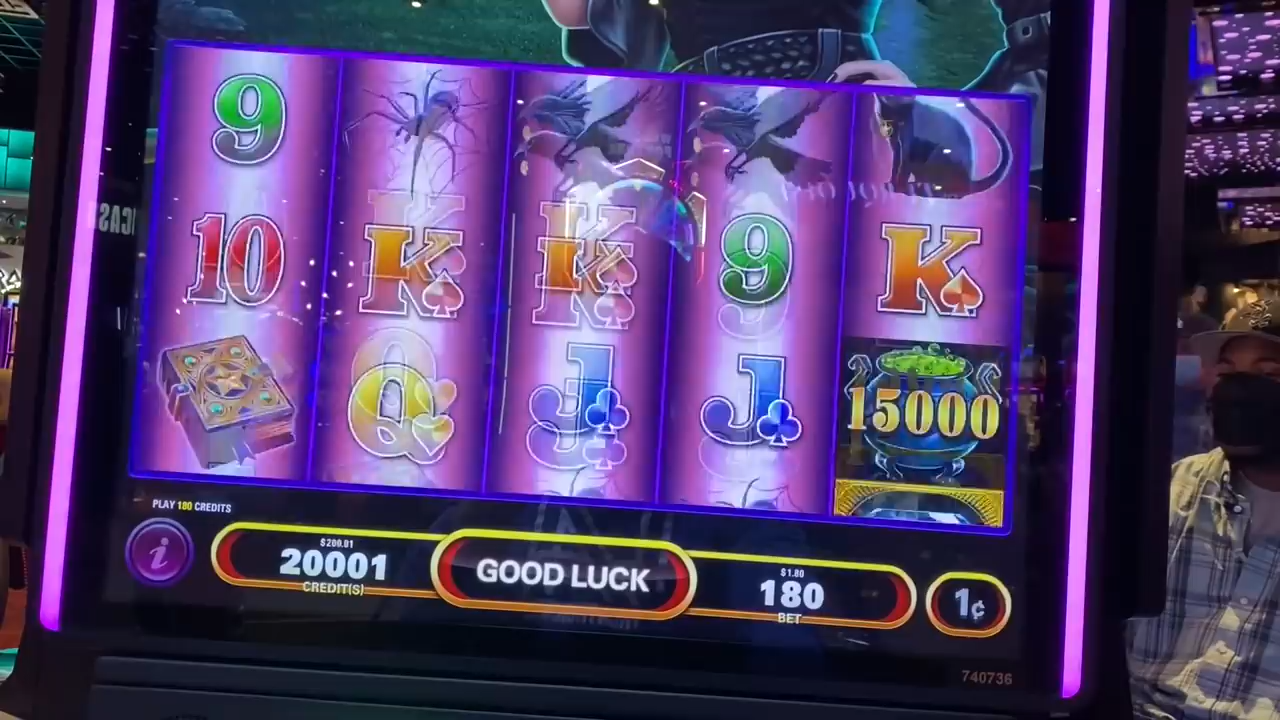 9
10
K
K
9
K
Q
J
J
15000
PLAY 180 CREDITS
i
$200.01
20001
CREDIT(S)
GOOD LUCK
$1.80
180
BET
1¢
740736